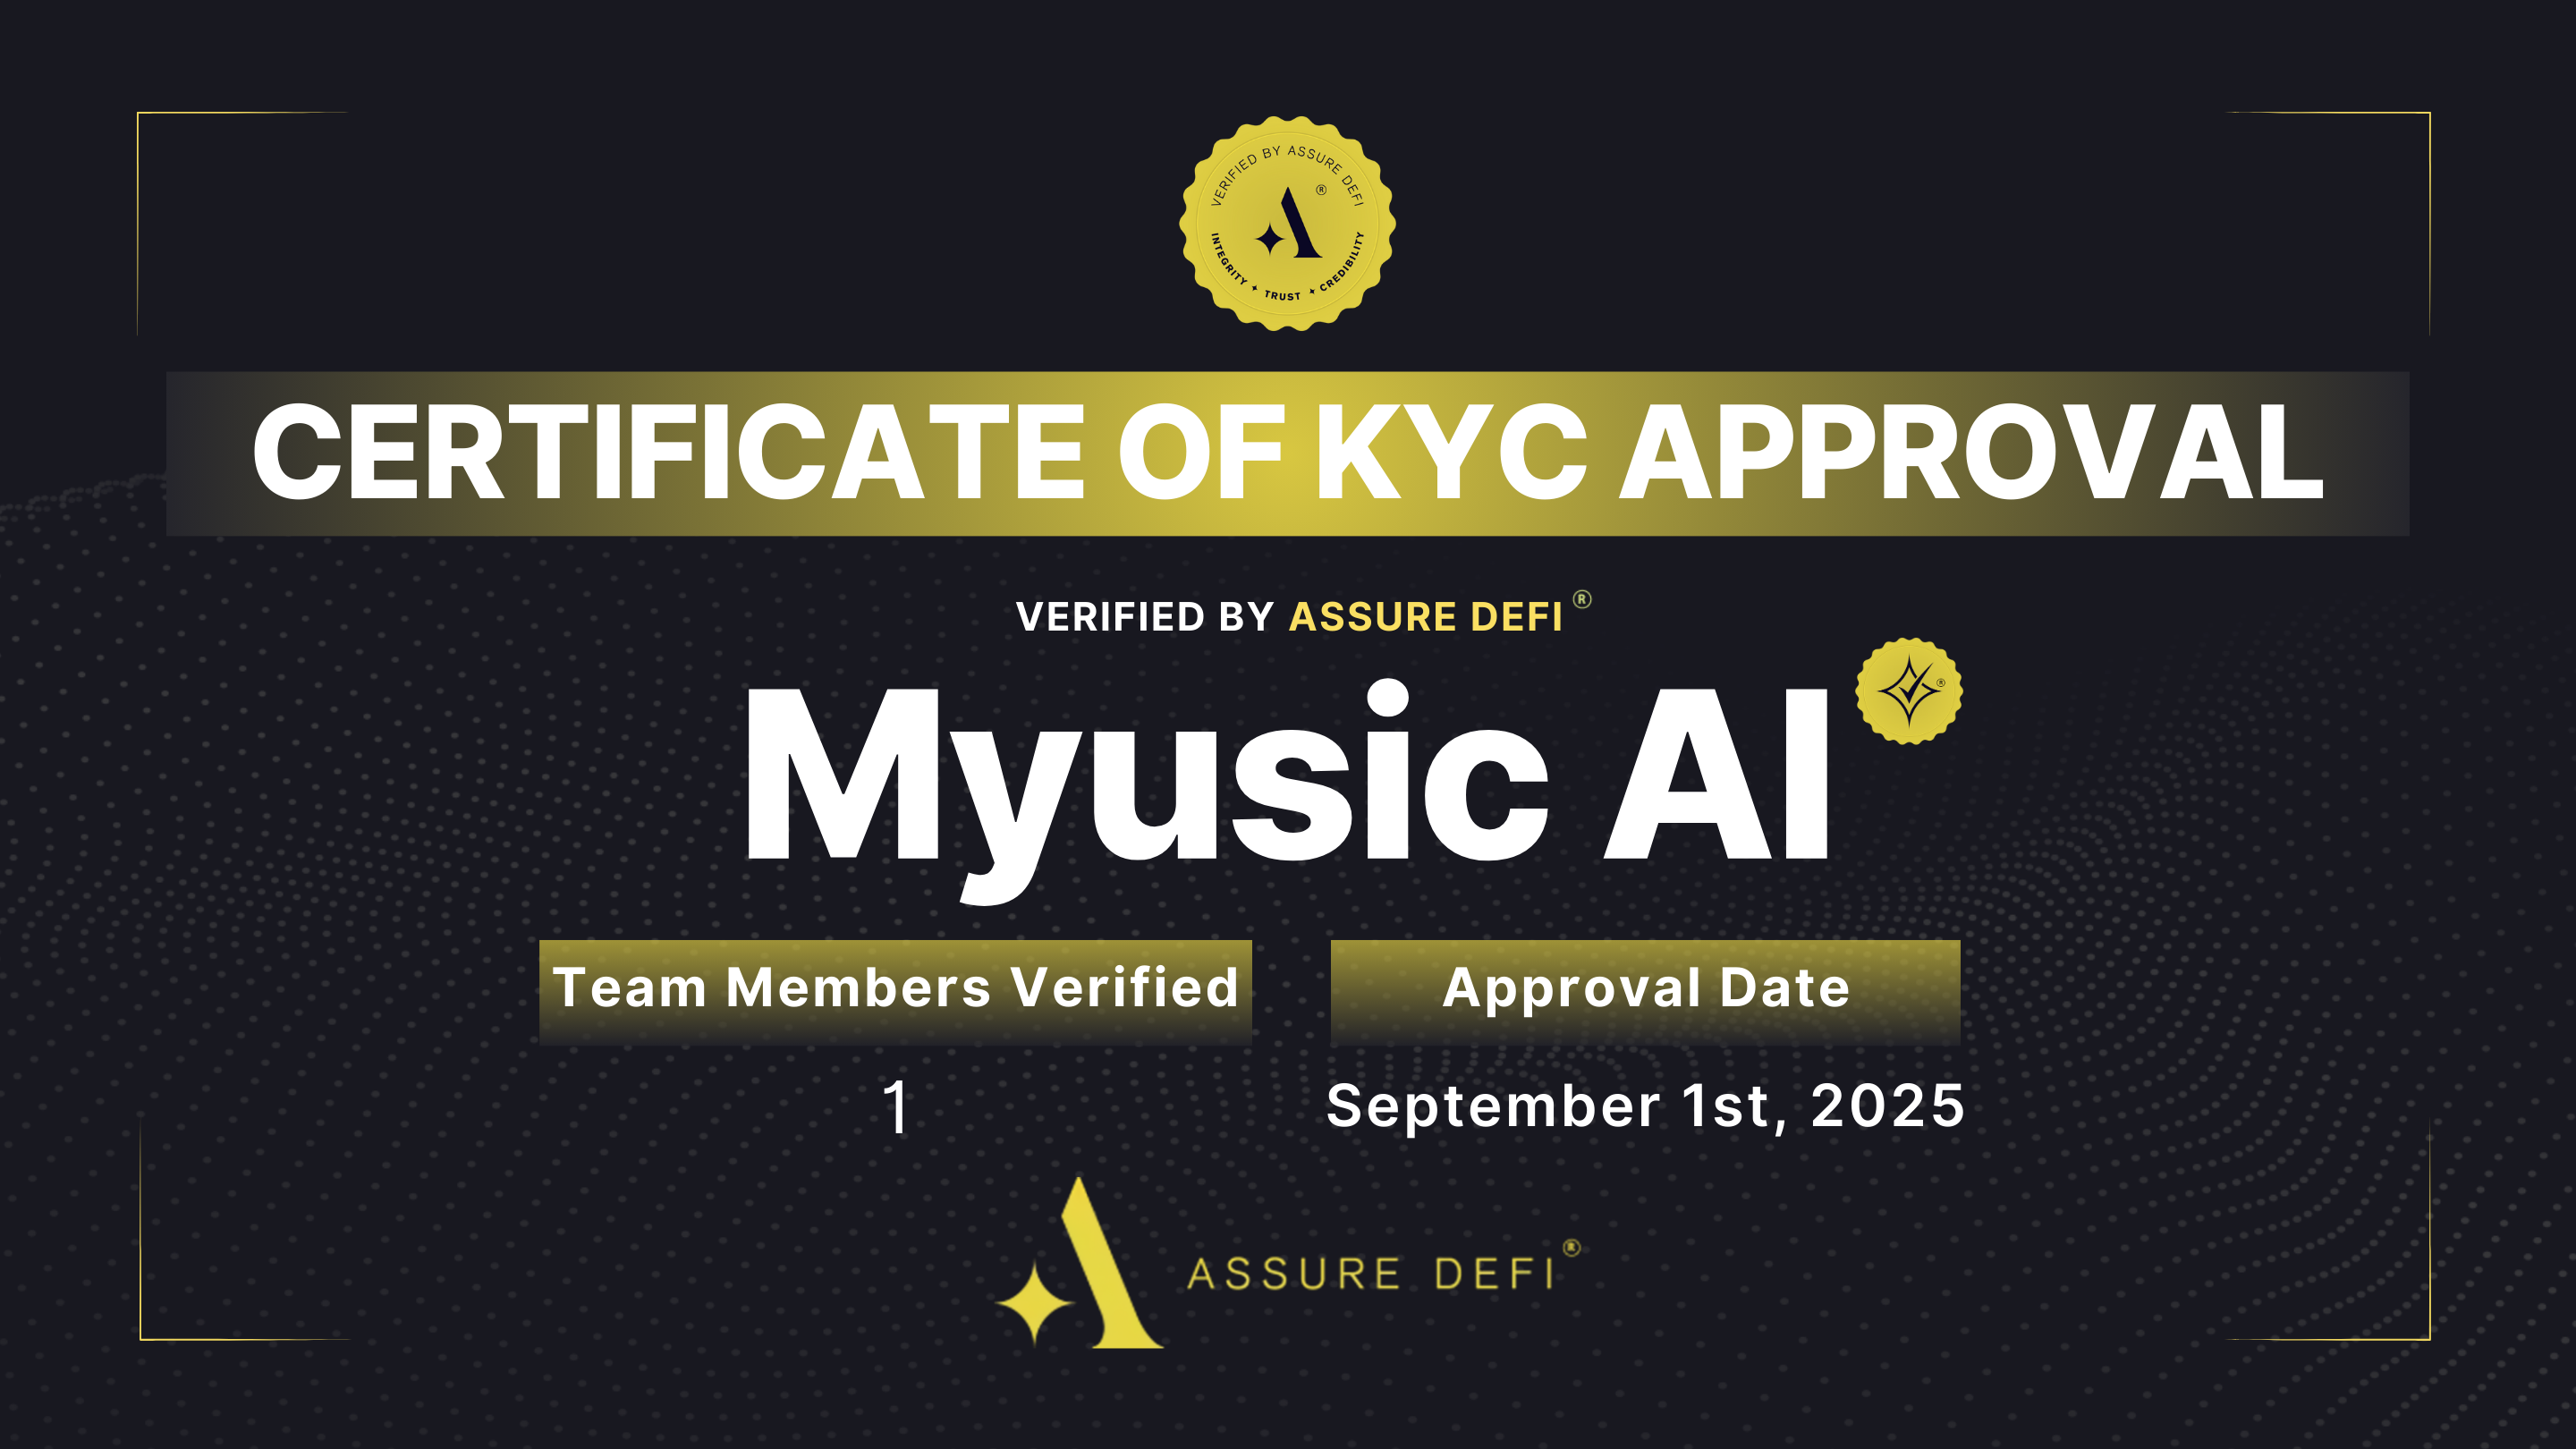 VERIFIED BY ASSURE DEFI
®
INTEGRITY ✦ TRUST ✦ CREDIBILITY
CERTIFICATE OF KYC APPROVAL
VERIFIED BY ASSURE DEFI®
Myusic AI
®
Team Members Verified
Approval Date
1
September 1st, 2025
ASSURE DEFI®